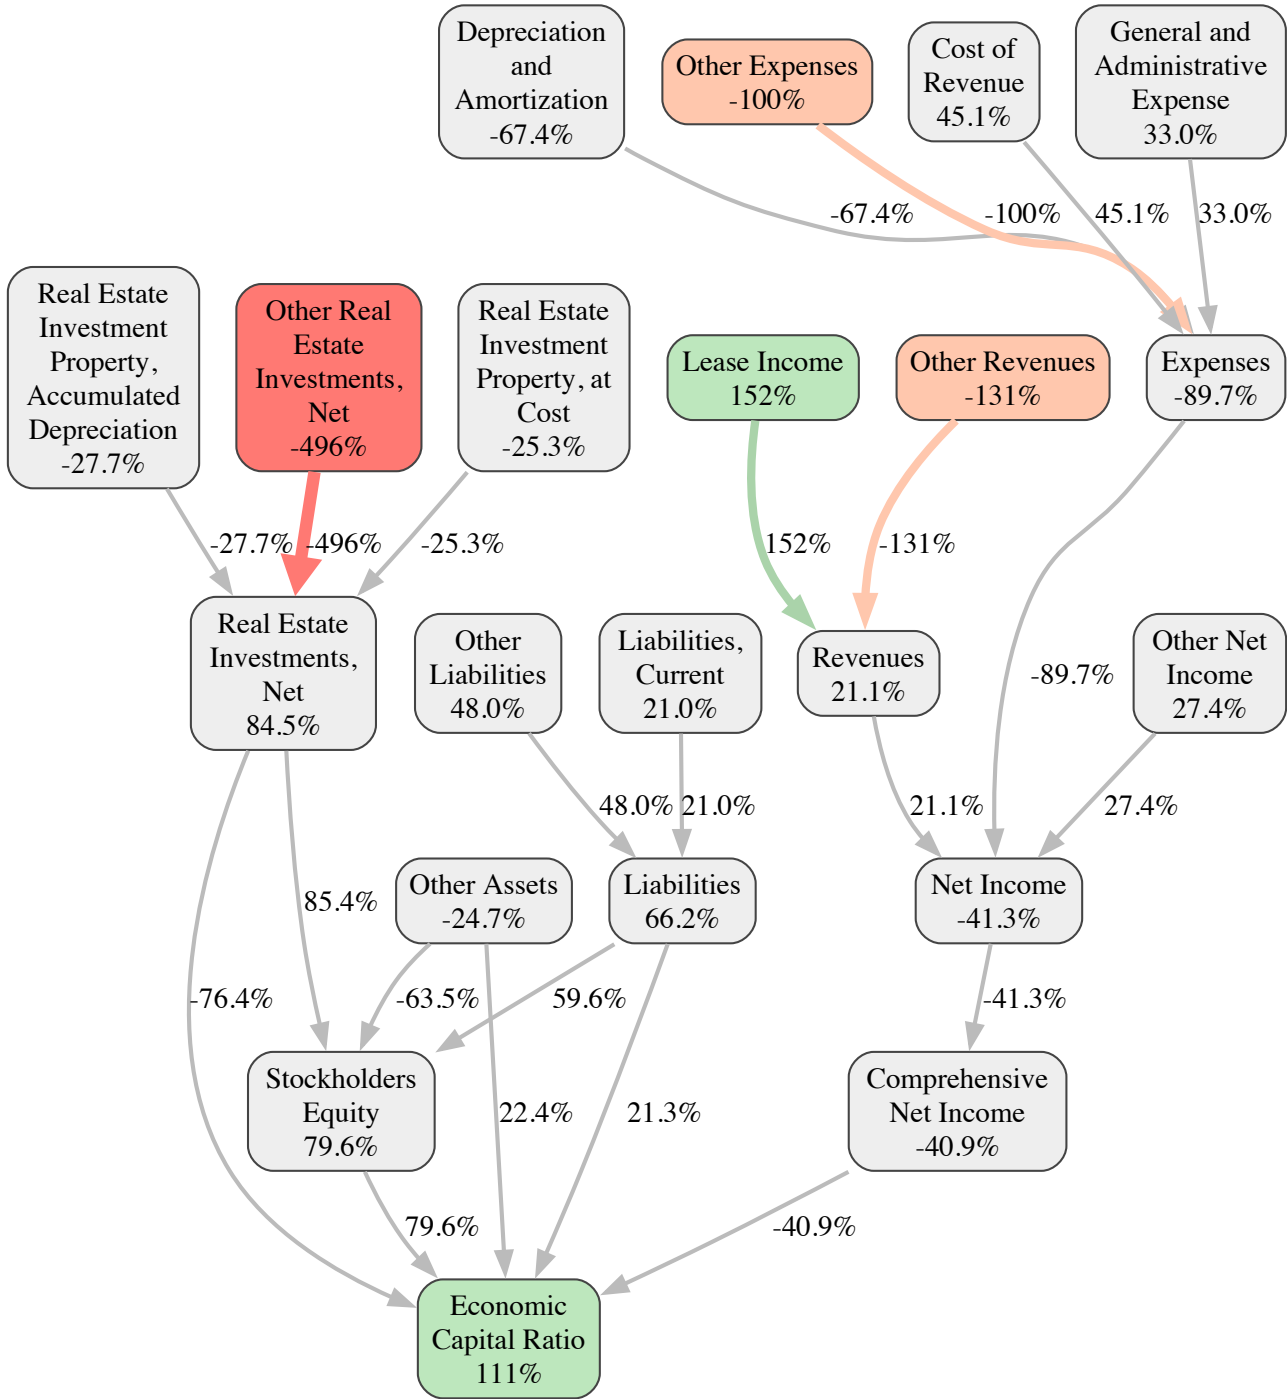 Depreciation
and
Amortization
-67.4%
Other Expenses
-100%
Cost of
Revenue
45.1%
General and
Administrative
Expense
33.0%
-67.4%
-100%
45.1%
33.0%
Real Estate
Investment
Property,
Accumulated
Depreciation
-27.7%
Other Real
Estate
Investments,
Net
-496%
Real Estate
Investment
Property, at
Cost
-25.3%
Lease Income
152%
Other Revenues
-131%
Expenses
-89.7%
-27.7%
-496%
-25.3%
152%
-131%
Real Estate
Investments,
Net
84.5%
Other
Liabilities
48.0%
Liabilities,
Current
21.0%
Revenues
21.1%
-89.7%
Other Net
Income
27.4%
48.0%
21.0%
21.1%
27.4%
85.4%
Other Assets
-24.7%
Liabilities
66.2%
Net Income
-41.3%
-76.4%
-63.5%
59.6%
-41.3%
Stockholders
Equity
79.6%
22.4%
21.3%
Comprehensive
Net Income
-40.9%
79.6%
-40.9%
Economic
Capital Ratio
111%